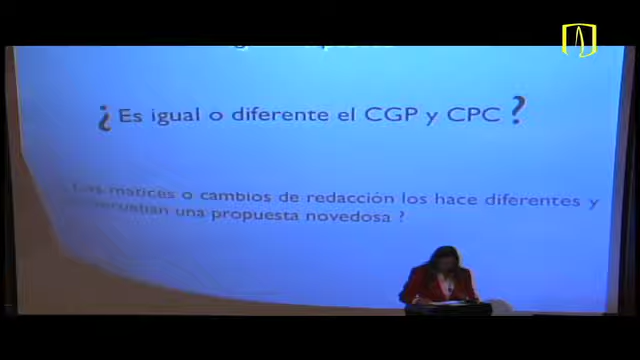 ¿Es igual o diferente el CGP y CPC?
matices o cambios de redacción los hace diferentes y
una propuesta novedosa ?